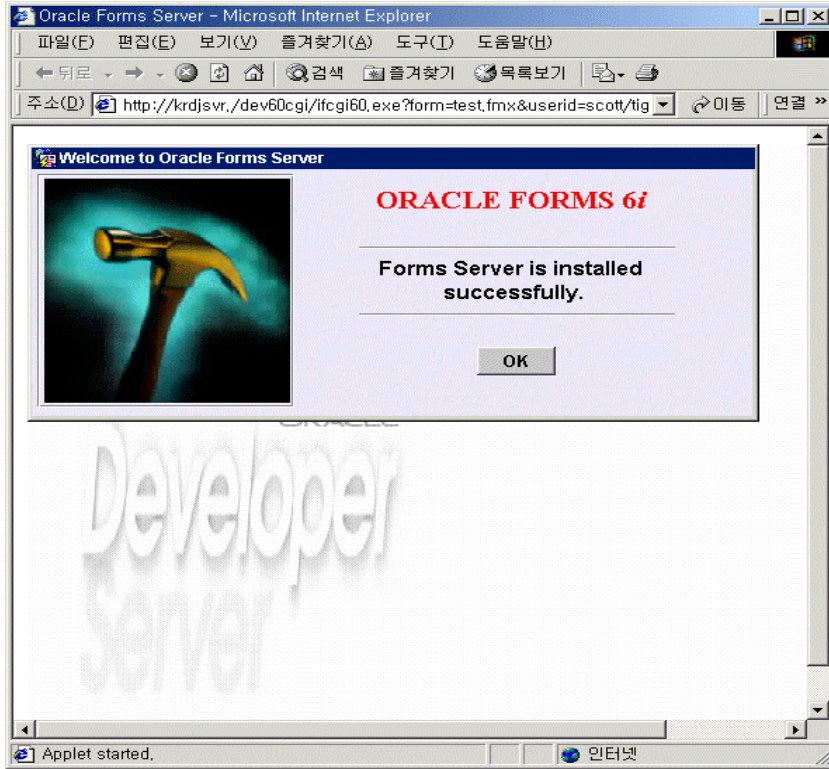 Oracle Forms Server - Microsoft Internet Explorer
파일(F) 편집(E) 보기(V) 즐겨찾기(A) 도구(T) 도움말(H)
뒤로 검색 즐겨찾기 목록보기
주소(D) http://krdjsvr,/dev60cgi/ifcgi60,exe?form=test,fmx&userid=scott/tig 이동 연결 »
Welcome to Oracle Forms Server
ORACLE FORMS 6i
Forms Server is installed
successfully.
OK
ORACLE
Developer
Server
Applet started, 인터넷